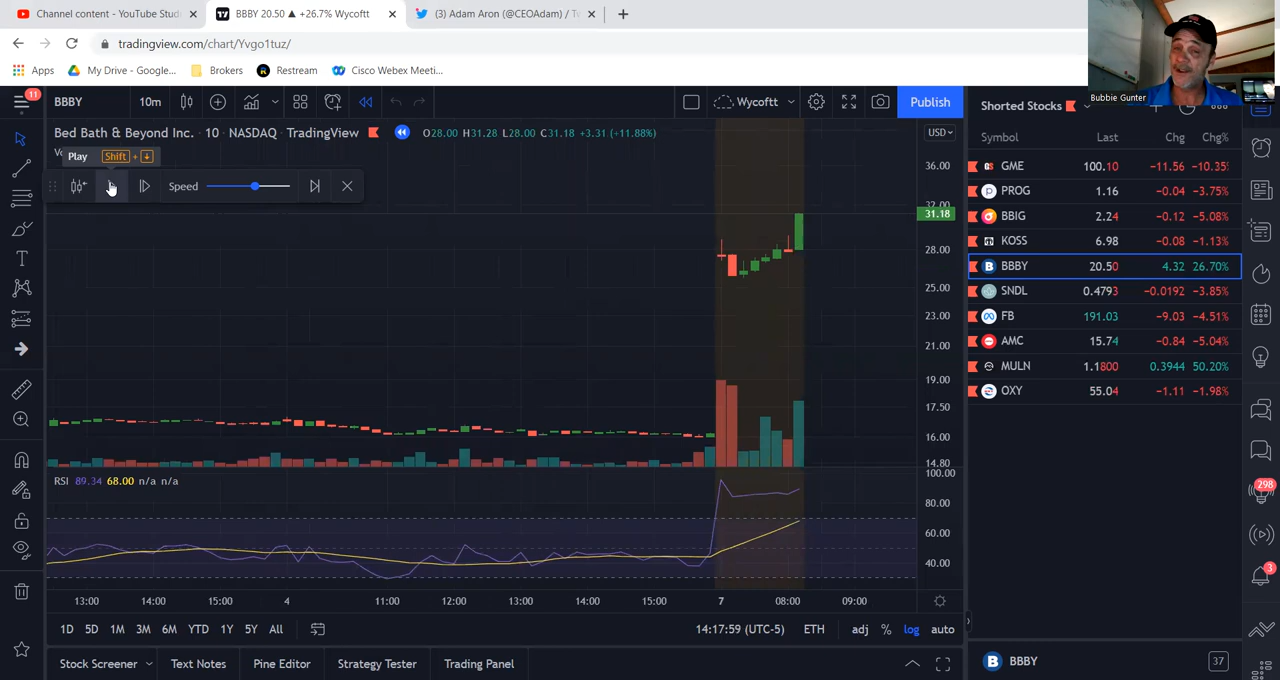 Channel content - YouTube Stud
BBBY 20.50 ▲ +26.7% Wycoftt
(3) Adam Aron (@CEOAdam) / Tw
tradingview.com/chart/Yvgo1tuz/
Apps
My Drive - Google...
Brokers
Restream
Cisco Webex Meeti...
Bubbie Gunter
11
BBBY
10m
Wycoftt
Publish
Shorted Stocks
Bed Bath & Beyond Inc. · 10 · NASDAQ · TradingView
O28.00 H31.28 L28.00 C31.18 +3.31 (+11.88%)
USD
Symbol Last Chg Chg%
Play Shift +
Speed
GME 100.10 -11.56 -10.35%
PROG 1.16 -0.04 -3.75%
BBIG 2.24 -0.12 -5.08%
KOSS 6.98 -0.08 -1.13%
BBBY 20.50 4.32 26.70%
SNDL 0.4793 -0.0192 -3.85%
FB 191.03 -9.03 -4.51%
AMC 15.74 -0.84 -5.04%
MULN 1.1800 0.3944 50.20%
OXY 55.04 -1.11 -1.98%
36.00
32.00
31.18
28.00
25.00
23.00
21.00
19.00
17.50
16.00
14.80
RSI 89.34 68.00 n/a n/a
100.00
80.00
60.00
40.00
298
3
13:00 14:00 15:00 4 11:00 12:00 13:00 14:00 15:00 7 08:00 09:00
1D 5D 1M 3M 6M YTD 1Y 5Y All
14:17:59 (UTC-5) ETH adj % log auto
Stock Screener
Text Notes
Pine Editor
Strategy Tester
Trading Panel
BBBY
37